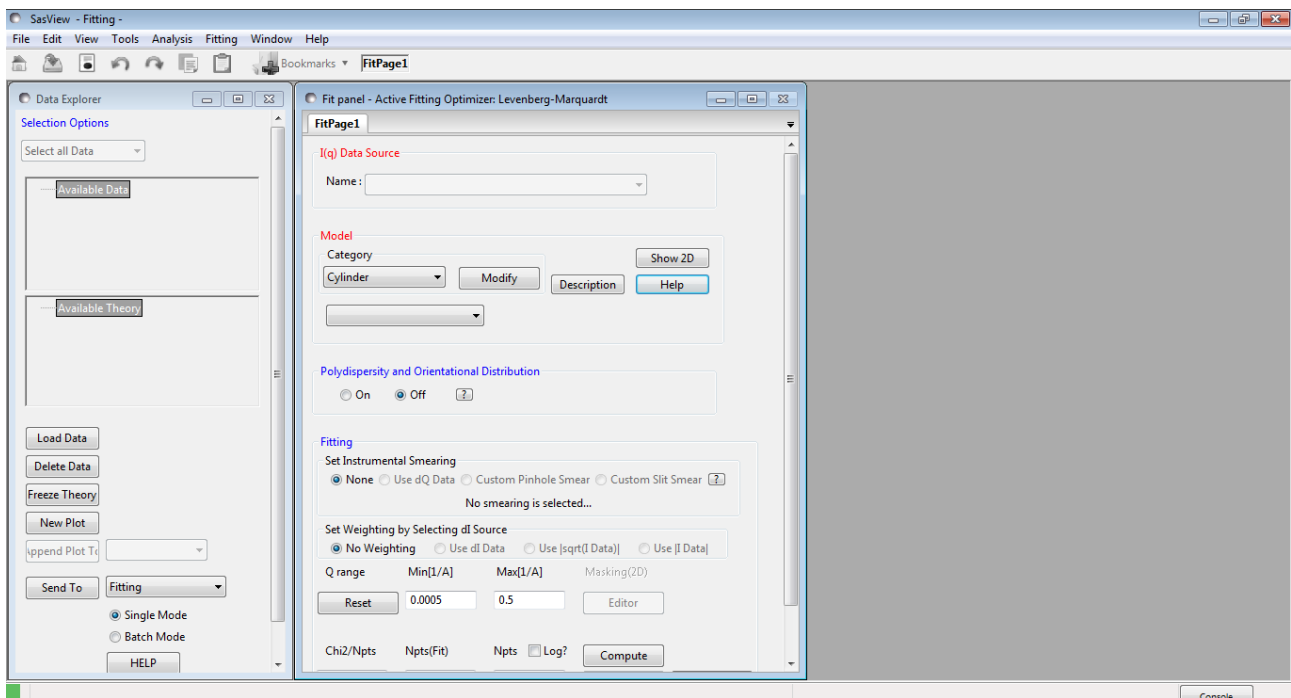 SasView - Fitting -
File Edit View Tools Analysis Fitting Window Help
Bookmarks FitPage1
Data Explorer
Selection Options
Select all Data
Available Data
Available Theory
Load Data
Delete Data
Freeze Theory
New Plot
Append Plot To
Send To Fitting
Single Mode
Batch Mode
HELP
Fit panel - Active Fitting Optimizer: Levenberg-Marquardt
FitPage1
I(q) Data Source
Name :
Model
Category
Show 2D
Cylinder Modify Description Help
Polydispersity and Orientational Distribution
On Off ?
Fitting
Set Instrumental Smearing
None Use dQ Data Custom Pinhole Smear Custom Slit Smear ?
No smearing is selected...
Set Weighting by Selecting dI Source
No Weighting Use dI Data Use |sqrt(I Data)| Use |I Data|
Q range Min[1/A] Max[1/A] Masking(2D)
Reset 0.0005 0.5 Editor
Chi2/Npts Npts(Fit) Npts Log? Compute
Console